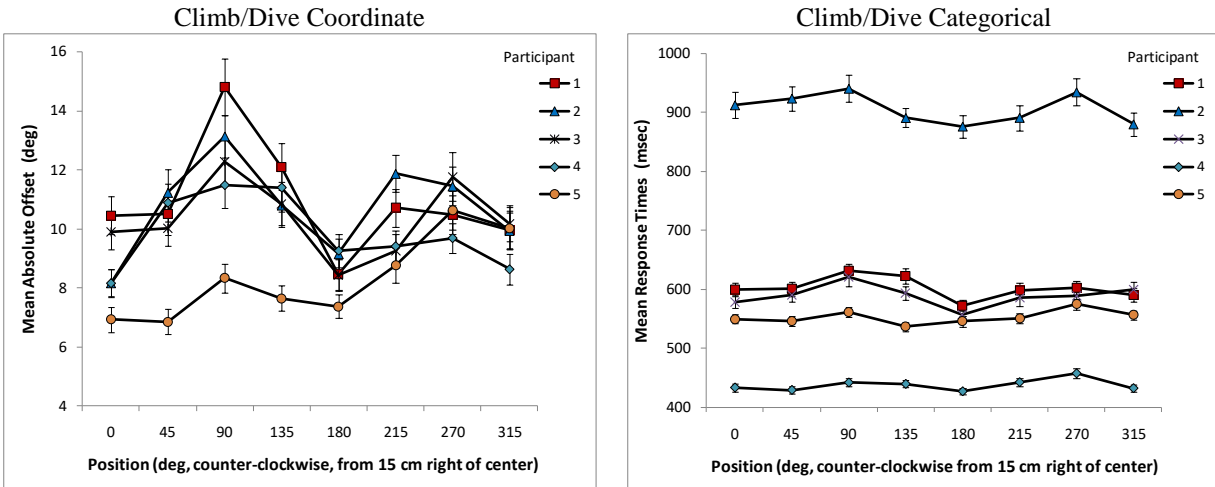 Climb/Dive Coordinate
16
14
12
10
8
6
4
Mean Absolute Offset (deg)
0 45 90 135 180 215 270 315
Position (deg, counter-clockwise, from 15 cm right of center)
Participant
1
2
3
4
5
Climb/Dive Categorical
1000
900
800
700
600
500
400
Mean Response Times (msec)
0 45 90 135 180 215 270 315
Position (deg, counter-clockwise from 15 cm right of center)
Participant
1
2
3
4
5